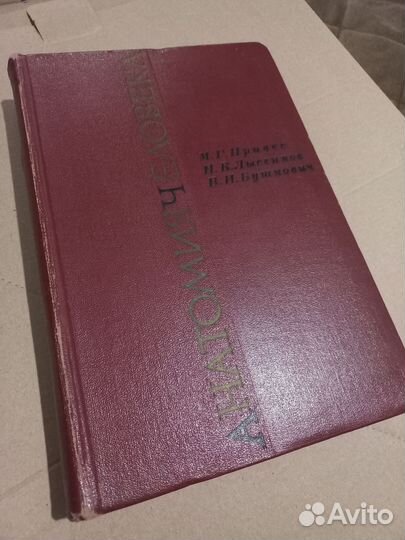 М. Г. Привес
Н. К. Лысенков
В. И. Бушкович
АНАТОМИЯ ЧЕЛОВЕКА
Avito